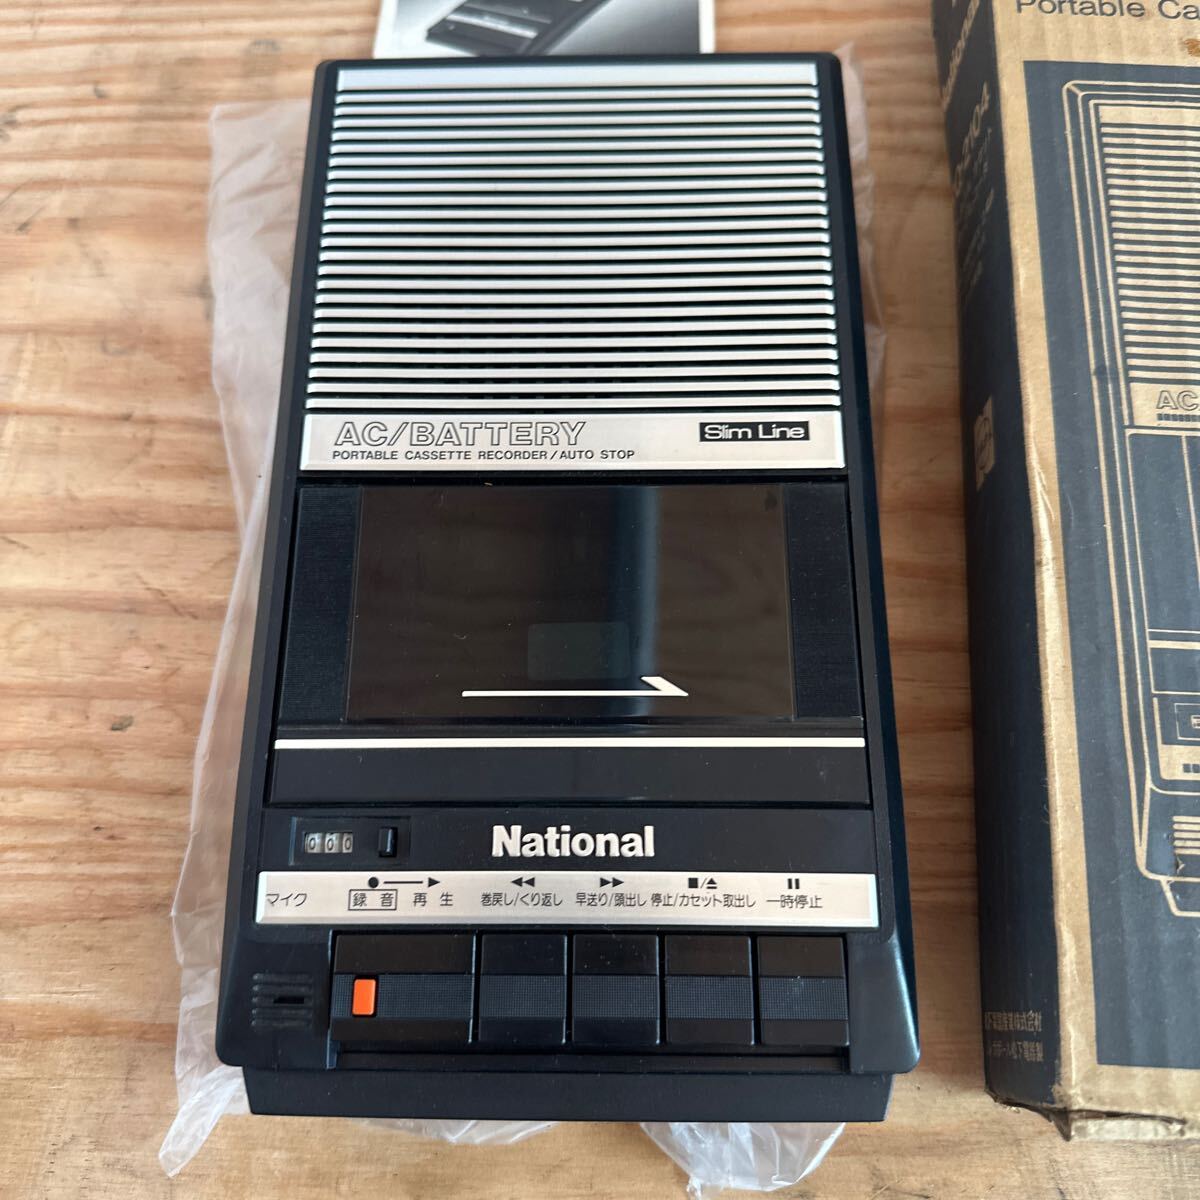 AC/BATTERY
Slim Line
PORTABLE CASSETTE RECORDER/AUTO STOP
000
National
マイク
録音 再生
巻戻し/くり返し
早送り/頭出し
停止/カセット取出し
一時停止
Portable Ca
AC